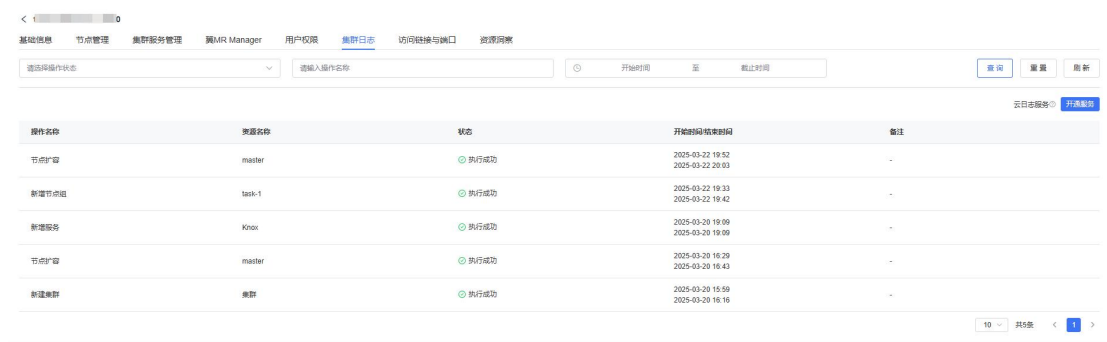 基础信息 节点管理 集群服务管理 翼MR Manager 用户权限 集群日志 访问链接与端口 资源洞察
请选择操作状态 请输入操作名称 开始时间 至 截止时间 查询 重置 刷新
云日志服务 开通服务
操作名称 资源名称 状态 开始时间/结束时间 备注
节点扩容 master 执行成功 2025-03-22 19:52 -
2025-03-22 20:03
新增节点组 task-1 执行成功 2025-03-22 19:33 -
2025-03-22 19:42
新增服务 Knox 执行成功 2025-03-20 19:09 -
2025-03-20 19:09
节点扩容 master 执行成功 2025-03-20 16:29 -
2025-03-20 16:43
新建集群 集群 执行成功 2025-03-20 15:59 -
2025-03-20 16:16
10 共5条 1